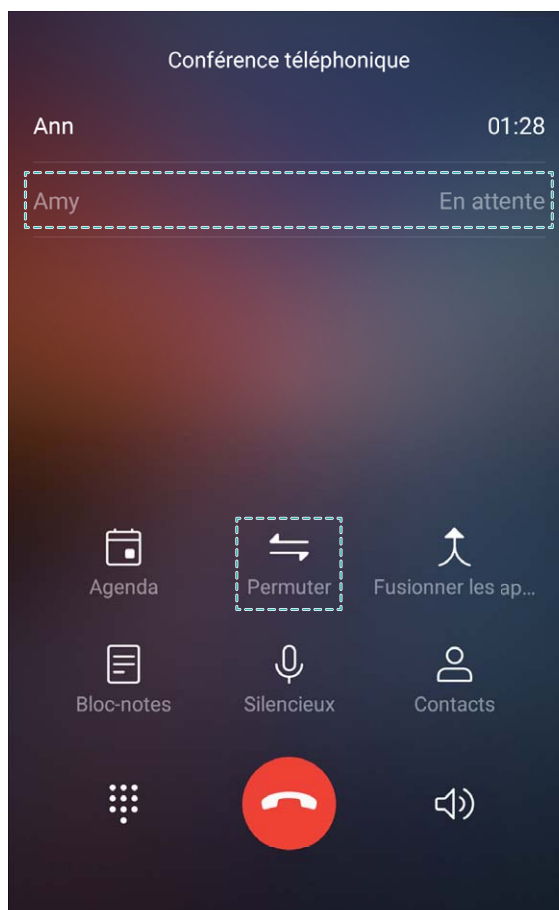 Conférence téléphonique
Ann 01:28
Amy En attente
Agenda Permuter Fusionner les ap...
Bloc-notes Silencieux Contacts